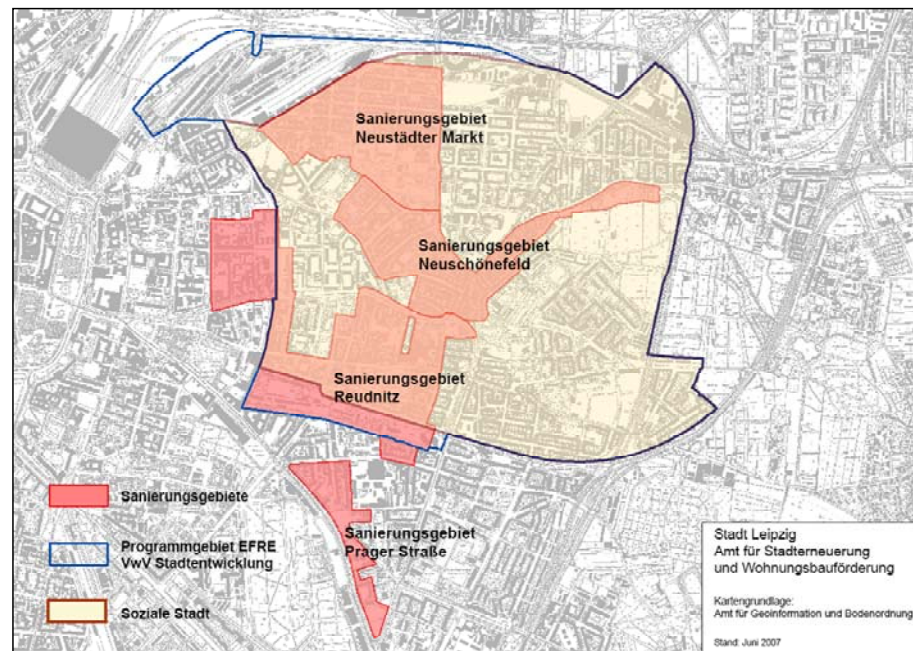 Sanierungsgebiet
Neustädter Markt
Sanierungsgebiet
Neuschönefeld
Sanierungsgebiet
Reudnitz
Sanierungsgebiet
Prager Straße
Sanierungsgebiete
Programmgebiet EFRE
VwV Stadtentwicklung
Soziale Stadt
Stadt Leipzig
Amt für Stadterneuerung
und Wohnungsbauförderung
Kartengrundlage:
Amt für Geoinformation und Bodenordnung
Stand: Juni 2007